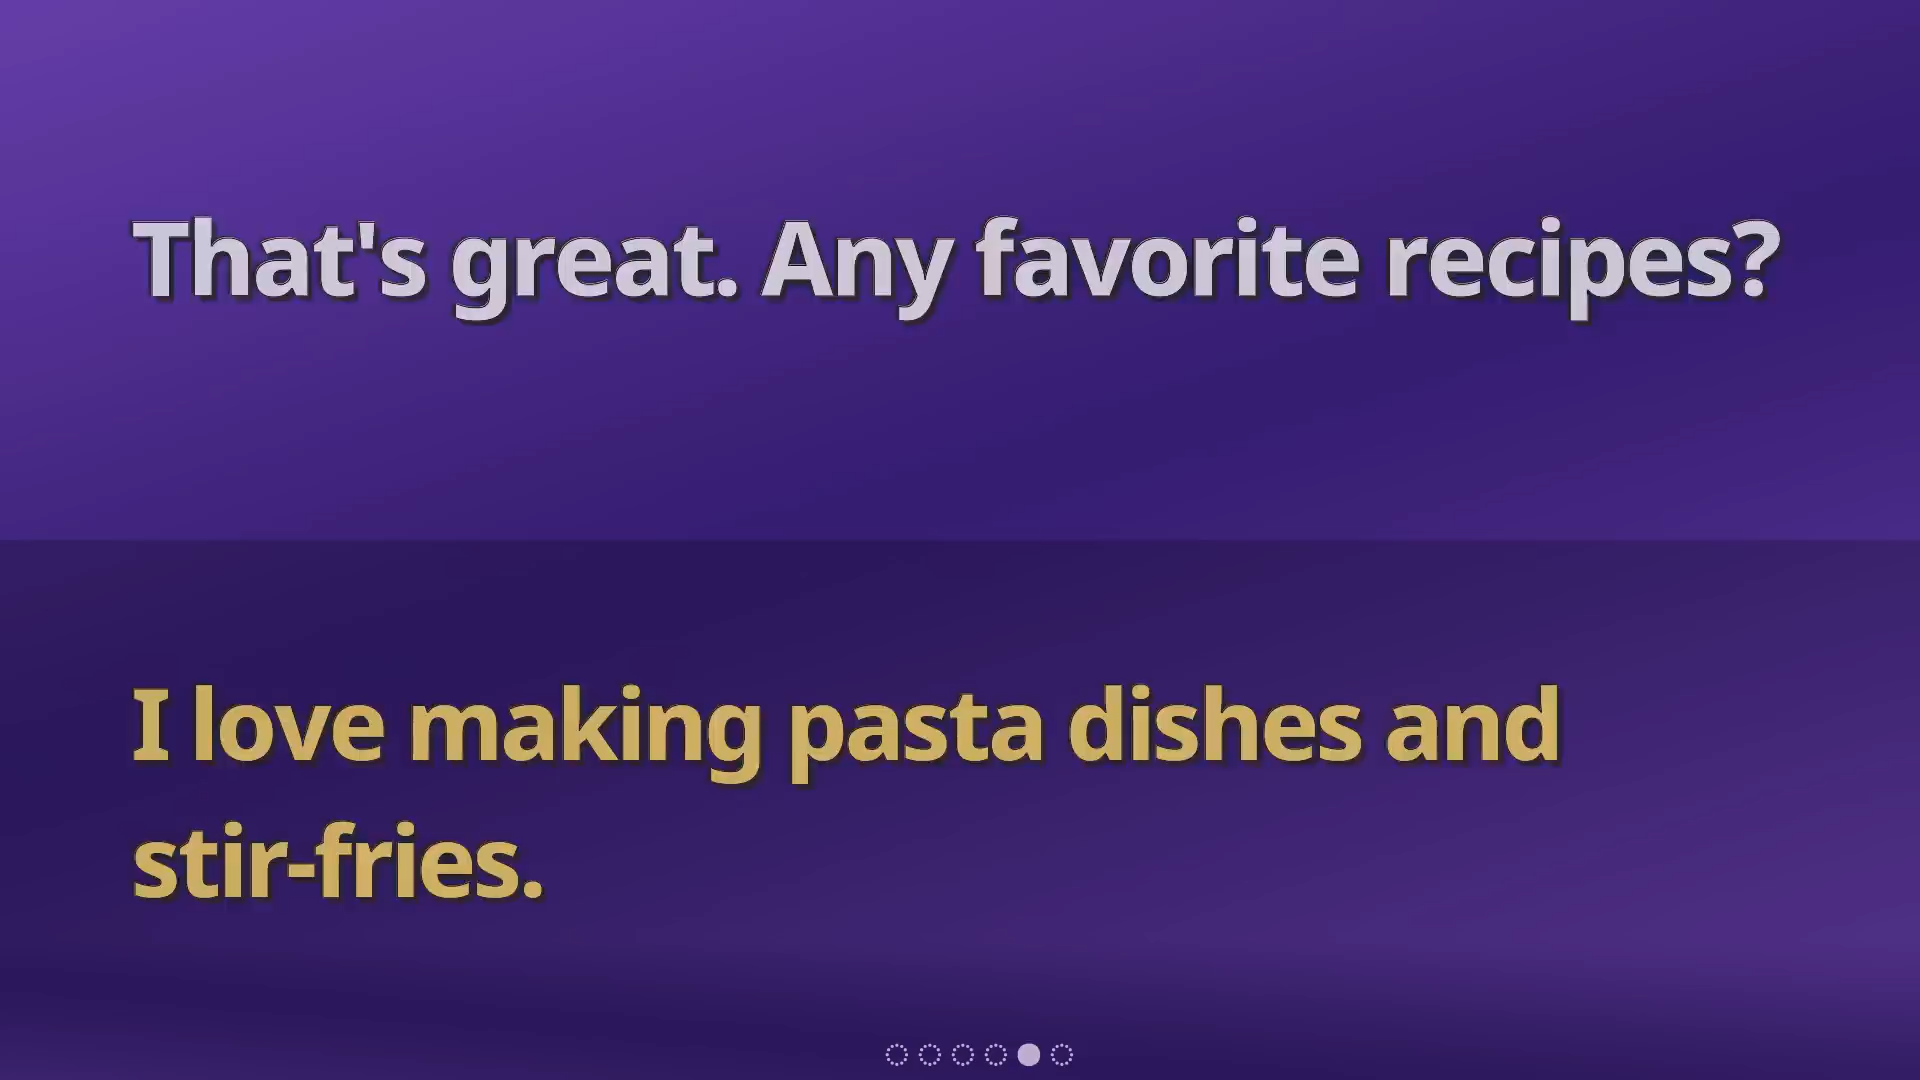 That's great. Any favorite recipes?
I love making pasta dishes and
stir-fries.